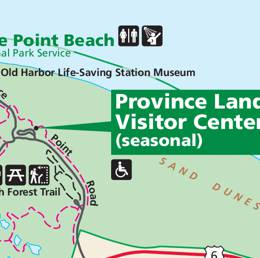 Point Beach
Park Service
Old Harbor Life-Saving Station Museum
Province Land
Visitor Center
(seasonal)
Point
Road
SAND DUNES
Forest Trail
6